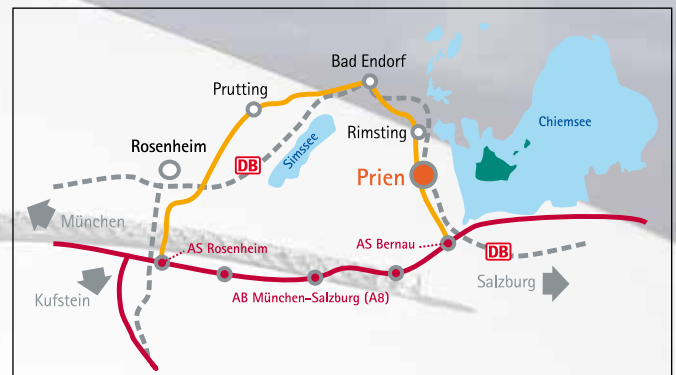 Bad Endorf
Prutting
Chiemsee
Rimsting
Rosenheim
Simssee
DB
Prien
München
AS Bernau
AS Rosenheim
DB
Salzburg
Kufstein
AB München–Salzburg (A8)